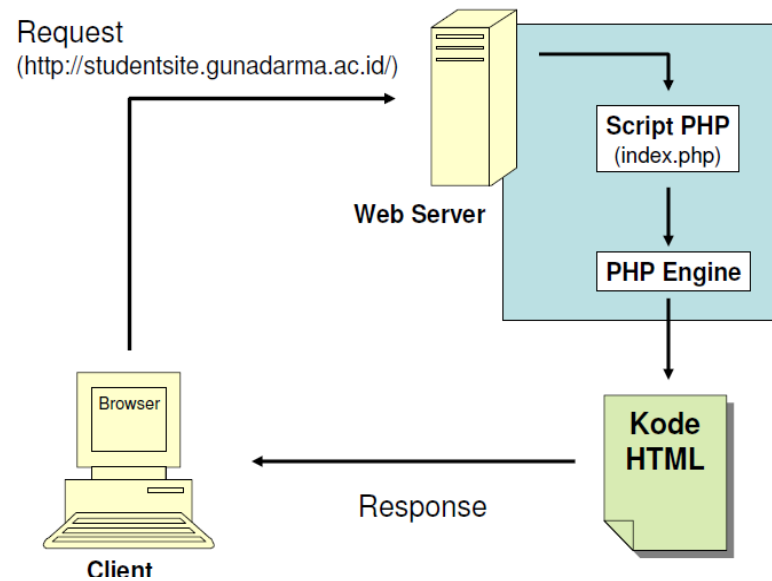 Request
(http://studentsite.gunadarma.ac.id/)
Script PHP
(index.php)
Web Server
PHP Engine
Browser
Kode
HTML
Response
Client